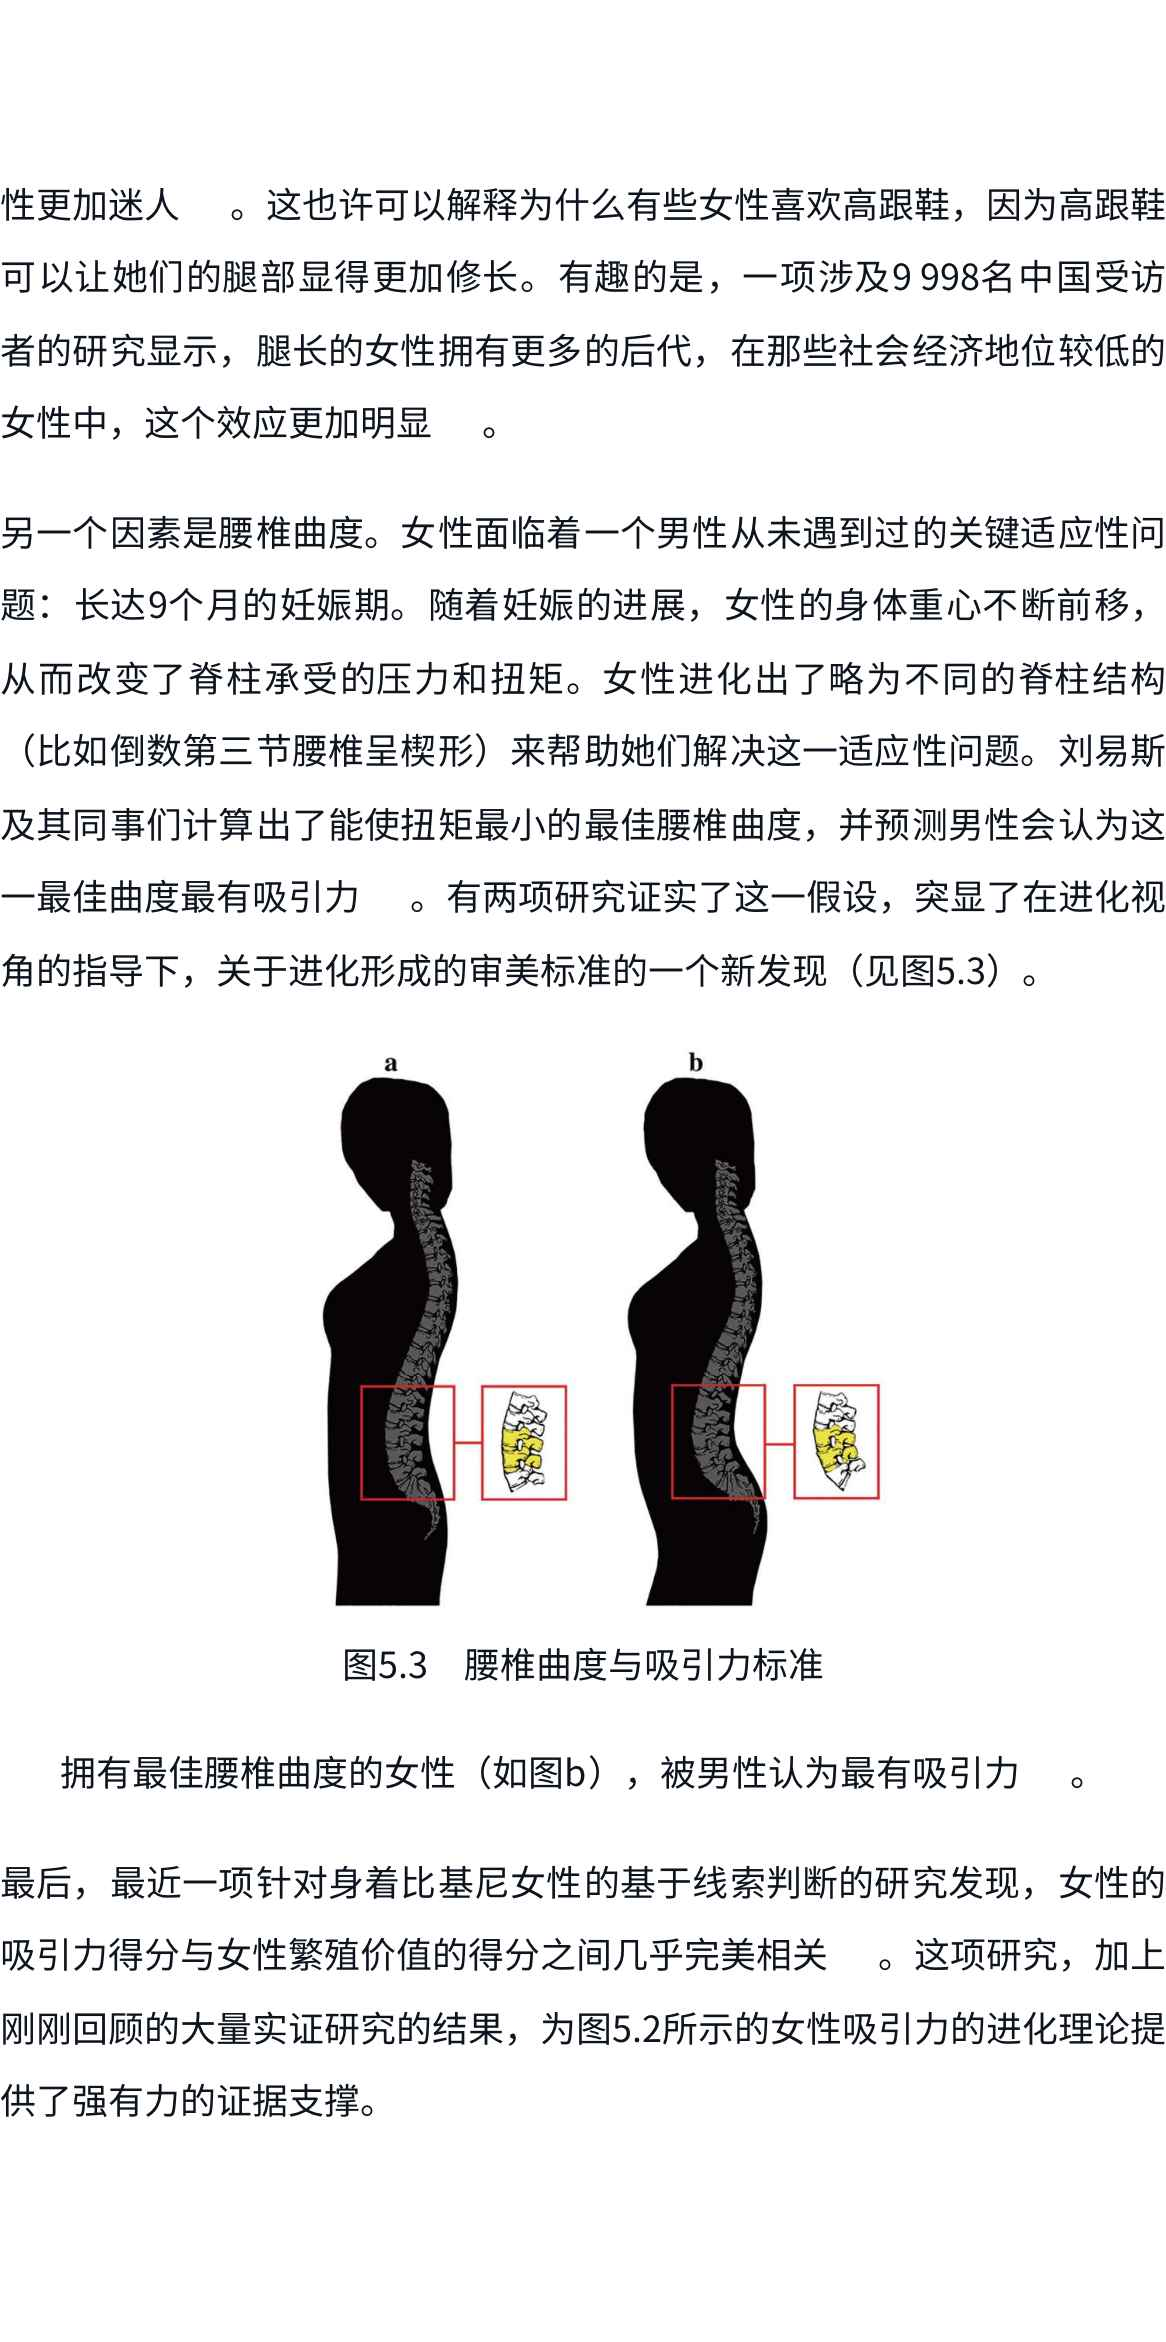 性更加迷人 。这也许可以解释为什么有些女性喜欢高跟鞋，因为高跟鞋
可以让她们的腿部显得更加修长。有趣的是，一项涉及9 998名中国受访
者的研究显示，腿长的女性拥有更多的后代，在那些社会经济地位较低的
女性中，这个效应更加明显 。
另一个因素是腰椎曲度。女性面临着一个男性从未遇到过的关键适应性问
题：长达9个月的妊娠期。随着妊娠的进展，女性的身体重心不断前移，
从而改变了脊柱承受的压力和扭矩。女性进化出了略为不同的脊柱结构
（比如倒数第三节腰椎呈楔形）来帮助她们解决这一适应性问题。刘易斯
及其同事们计算出了能使扭矩最小的最佳腰椎曲度，并预测男性会认为这
一最佳曲度最有吸引力 。有两项研究证实了这一假设，突显了在进化视
角的指导下，关于进化形成的审美标准的一个新发现（见图5.3）。
a b
图5.3 腰椎曲度与吸引力标准
拥有最佳腰椎曲度的女性（如图b），被男性认为最有吸引力 。
最后，最近一项针对身着比基尼女性的基于线索判断的研究发现，女性的
吸引力得分与女性繁殖价值的得分之间几乎完美相关 。这项研究，加上
刚刚回顾的大量实证研究的结果，为图5.2所示的女性吸引力的进化理论提
供了强有力的证据支撑。